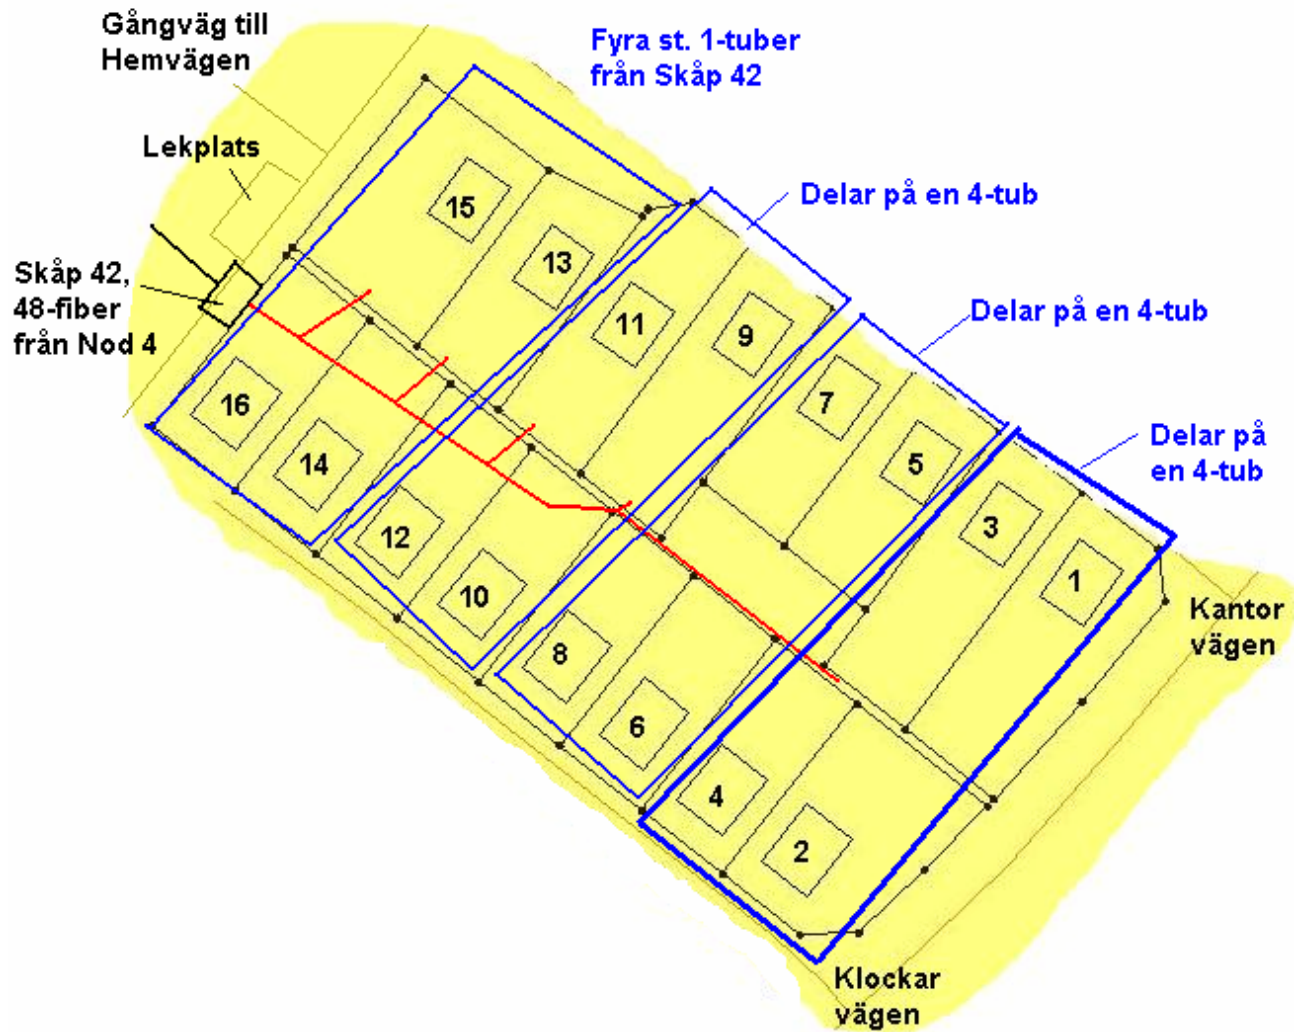 Gångväg till
Hemvägen
Fyra st. 1-tuber
från Skåp 42
Lekplats
Delar på en 4-tub
Skåp 42,
48-fiber
från Nod 4
Delar på en 4-tub
Delar på
en 4-tub
15
13
11
9
7
5
3
1
16
14
12
10
8
6
4
2
Kantor
vägen
Klockar
vägen